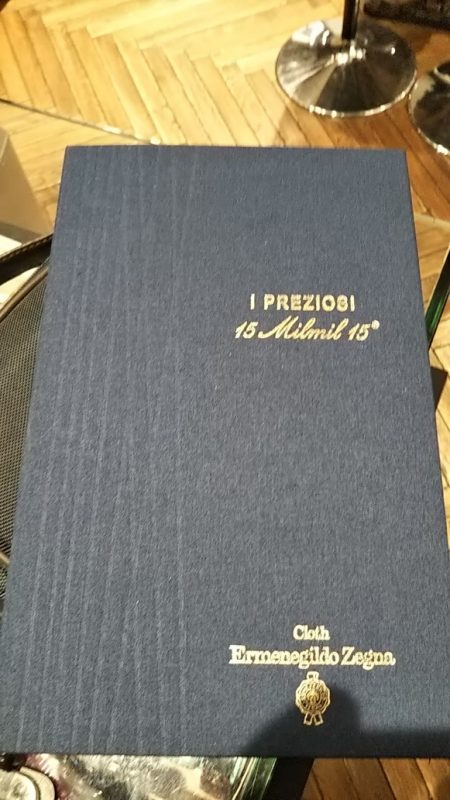 I PREZIOSI
15 Milmil 15®
Cloth
Ermenegildo Zegna